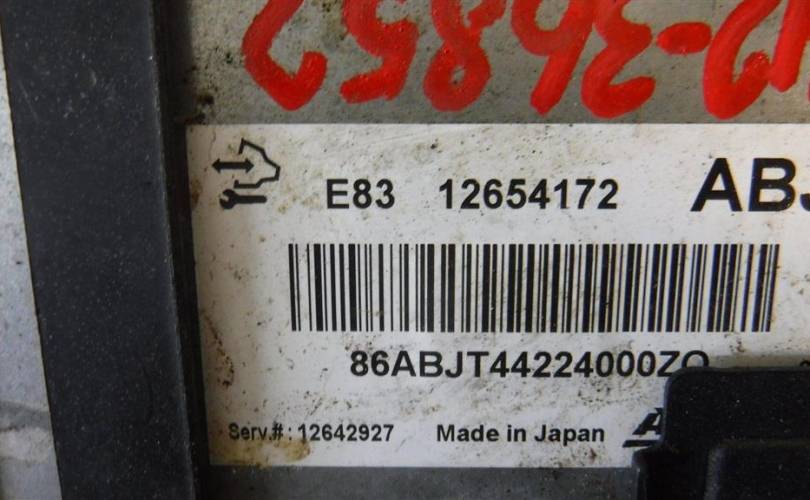 E83 12654172 ABJ
86ABJT44224000ZO
Serv.#: 12642927 Made in Japan